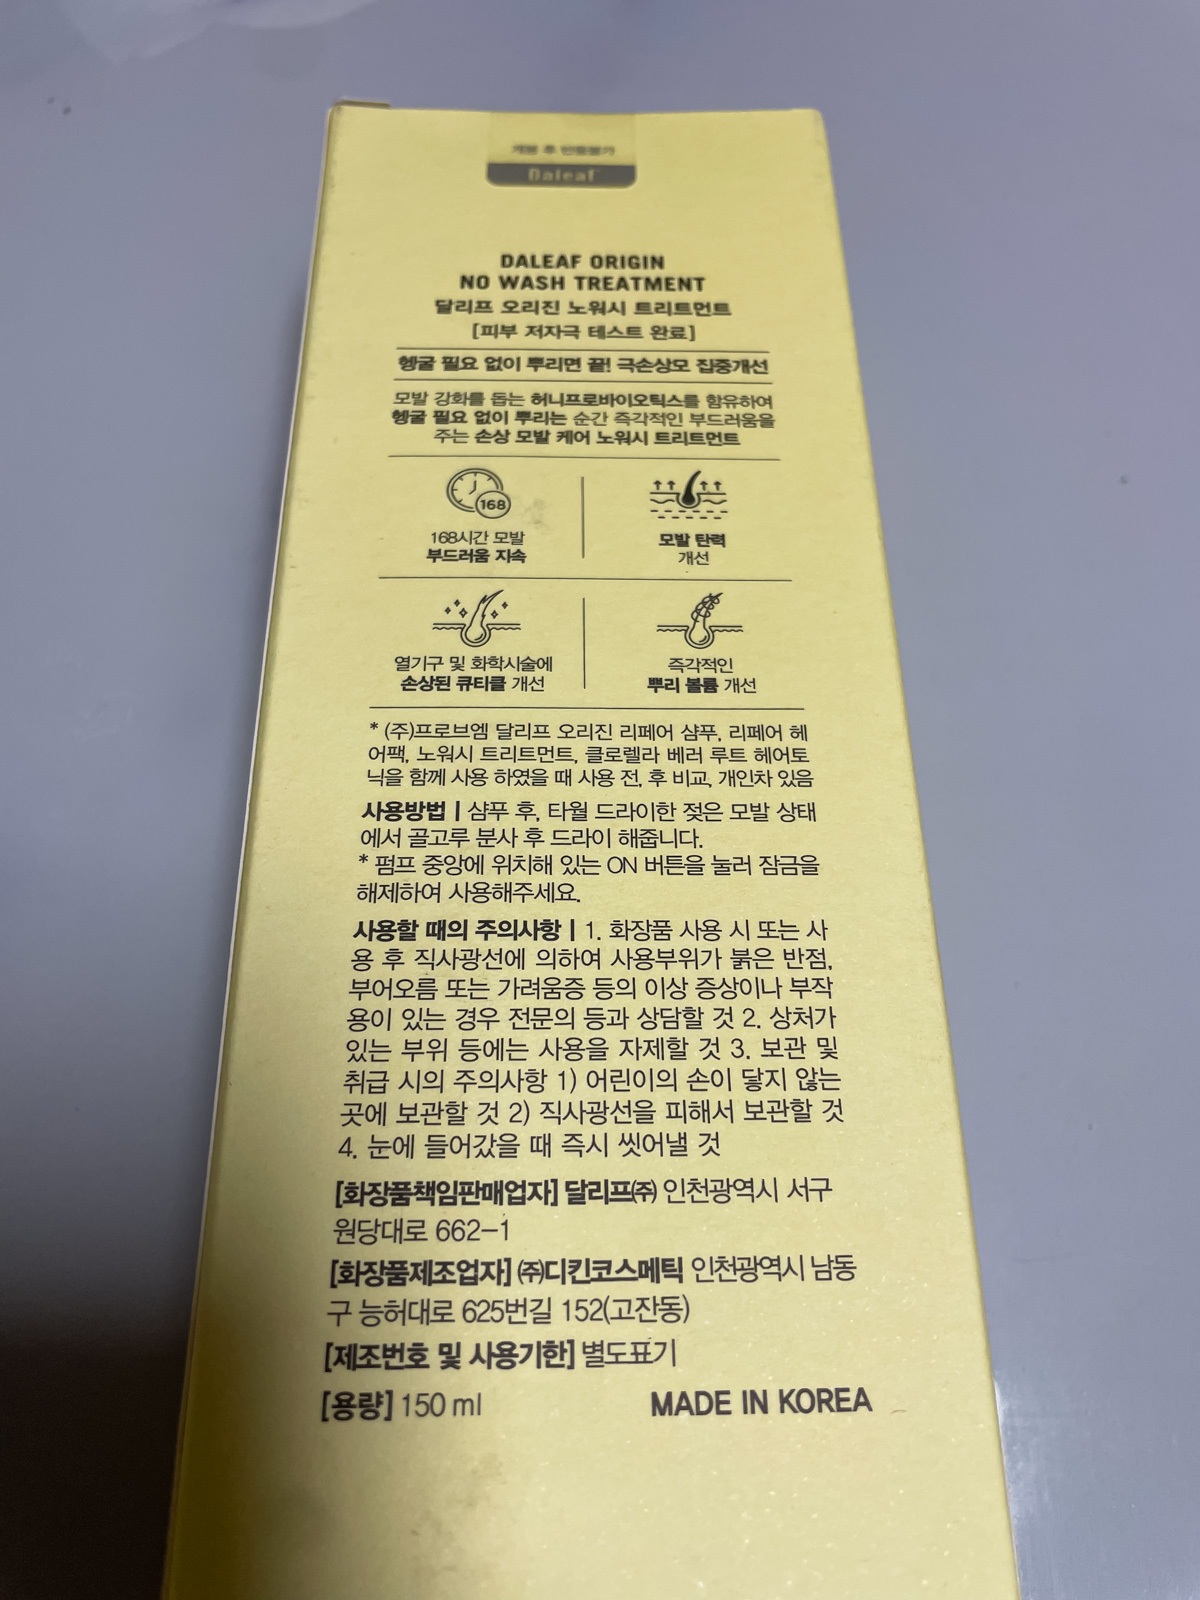 개봉 후 반품불가
Daleaf
DALEAF ORIGIN
NO WASH TREATMENT
달리프 오리진 노워시 트리트먼트
[피부 저자극 테스트 완료]
헹굴 필요 없이 뿌리면 끝! 극손상모 집중개선
모발 강화를 돕는 허니프로바이오틱스를 함유하여
헹굴 필요 없이 뿌리는 순간 즉각적인 부드러움을
주는 손상 모발 케어 노워시 트리트먼트
168
168시간 모발
부드러움 지속
모발 탄력
개선
열기구 및 화학시술에
손상된 큐티클 개선
즉각적인
뿌리 볼륨 개선
* (주)프로브엠 달리프 오리진 리페어 샴푸, 리페어 헤
어팩, 노워시 트리트먼트, 클로렐라 베러 루트 헤어토
닉을 함께 사용 하였을 때 사용 전, 후 비교, 개인차 있음
사용방법 | 샴푸 후, 타월 드라이한 젖은 모발 상태
에서 골고루 분사 후 드라이 해줍니다.
* 펌프 중앙에 위치해 있는 ON 버튼을 눌러 잠금을
해제하여 사용해주세요.
사용할 때의 주의사항 | 1. 화장품 사용 시 또는 사
용 후 직사광선에 의하여 사용부위가 붉은 반점,
부어오름 또는 가려움증 등의 이상 증상이나 부작
용이 있는 경우 전문의 등과 상담할 것 2. 상처가
있는 부위 등에는 사용을 자제할 것 3. 보관 및
취급 시의 주의사항 1) 어린이의 손이 닿지 않는
곳에 보관할 것 2) 직사광선을 피해서 보관할 것
4. 눈에 들어갔을 때 즉시 씻어낼 것
[화장품책임판매업자] 달리프㈜ 인천광역시 서구
원당대로 662-1
[화장품제조업자] ㈜디킨코스메틱 인천광역시 남동
구 능허대로 625번길 152(고잔동)
[제조번호 및 사용기한] 별도표기
[용량] 150 ml
MADE IN KOREA